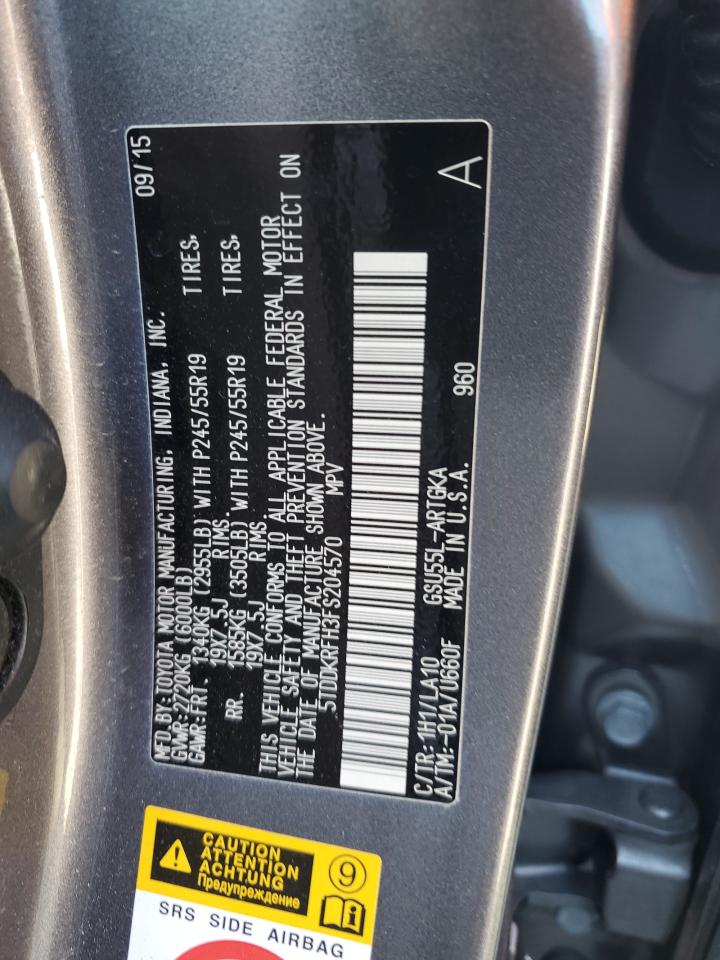 MFD.BY:TOYOTA MOTOR MANUFACTURING, INDIANA, INC. 09/15
GVWR:2720KG (6000LB)
GAWR:FRT. 1340KG (2955LB) WITH P245/55R19 TIRES,
19X7.5J RIMS
RR. 1585KG (3505LB) WITH P245/55R19 TIRES,
19X7.5J RIMS.
THIS VEHICLE CONFORMS TO ALL APPLICABLE FEDERAL MOTOR
VEHICLE SAFETY AND THEFT PREVENTION STANDARDS IN EFFECT ON
THE DATE OF MANUFACTURE SHOWN ABOVE.
5TDDKRFH3FS204570 MPV
C/TR:1H1/LA10 GSU55L-ARTGKA 960 A
A/TM:-01A/U660F MADE IN U.S.A.
CAUTION
ATTENTION
ACHTUNG
Предупреждение
9
i
SRS SIDE AIRBAG